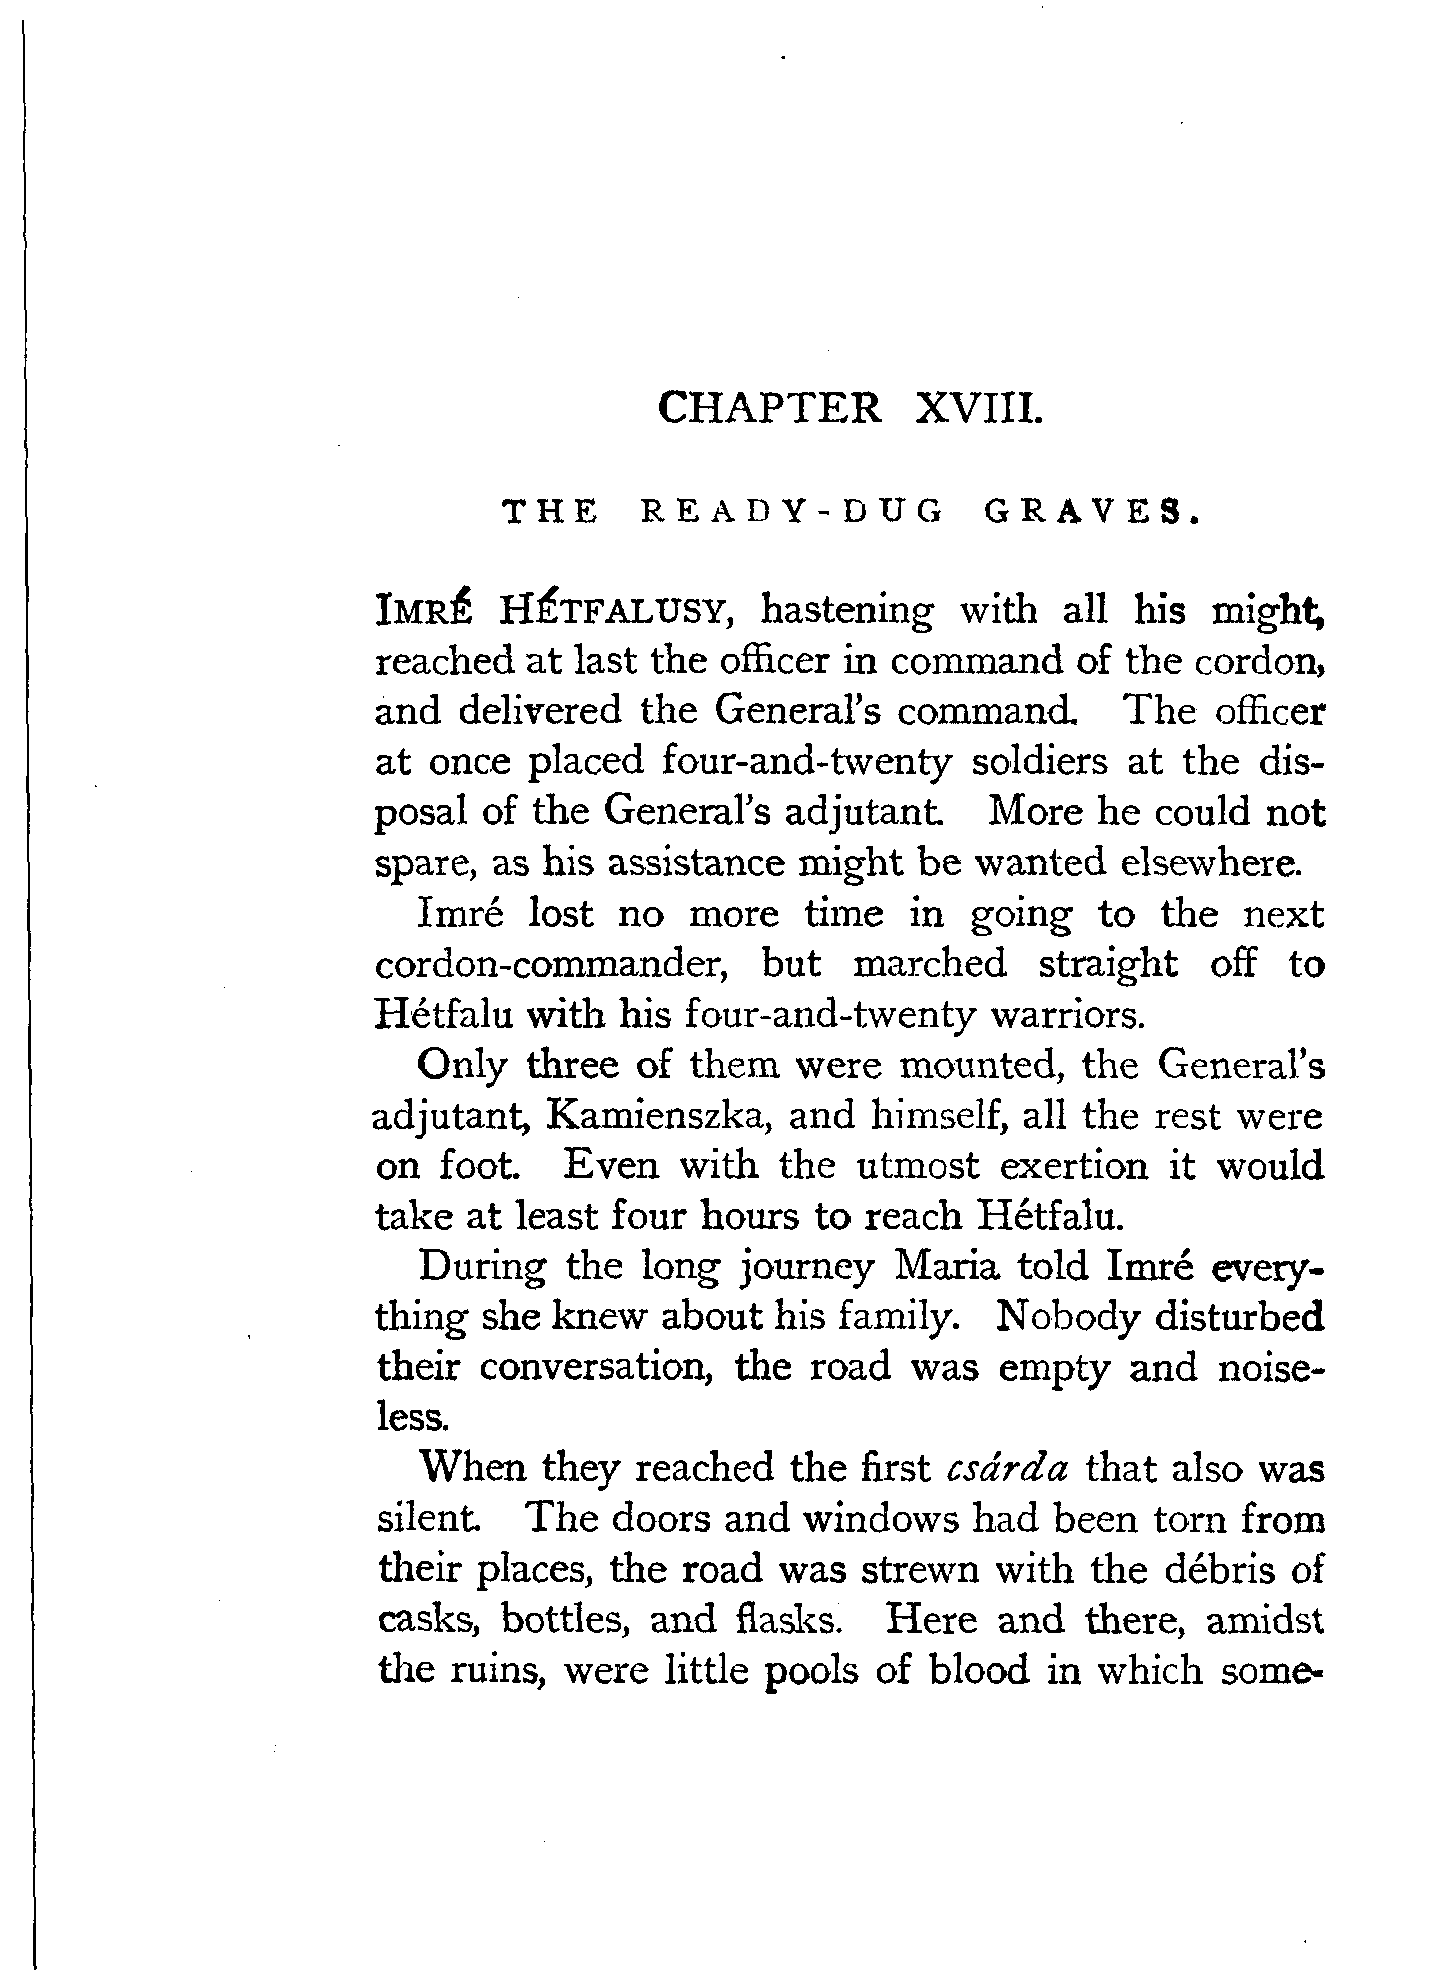 CHAPTER XVIII.
THE READY-DUG GRAVES.
IMRÉ HÉTFALUSY, hastening with all his might,
reached at last the officer in command of the cordon,
and delivered the General's command. The officer
at once placed four-and-twenty soldiers at the dis-
posal of the General's adjutant. More he could not
spare, as his assistance might be wanted elsewhere.
Imré lost no more time in going to the next
cordon-commander, but marched straight off to
Hétfalu with his four-and-twenty warriors.
Only three of them were mounted, the General's
adjutant, Kamienszka, and himself, all the rest were
on foot. Even with the utmost exertion it would
take at least four hours to reach Hétfalu.
During the long journey Maria told Imré every-
thing she knew about his family. Nobody disturbed
their conversation, the road was empty and noise-
less.
When they reached the first csárda that also was
silent. The doors and windows had been torn from
their places, the road was strewn with the débris of
casks, bottles, and flasks. Here and there, amidst
the ruins, were little pools of blood in which some-